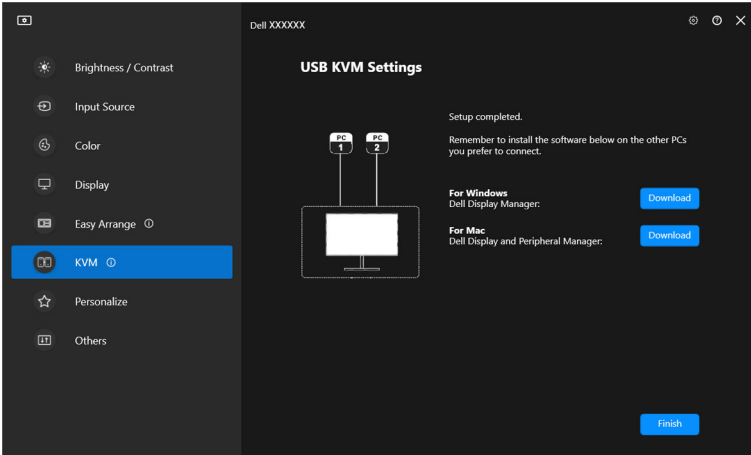 Dell XXXXXX
Brightness / Contrast
Input Source
Color
Display
Easy Arrange
KVM
Personalize
Others
USB KVM Settings
PC
1
PC
2
Setup completed.
Remember to install the software below on the other PCs
you prefer to connect.
For Windows
Dell Display Manager:
Download
For Mac
Dell Display and Peripheral Manager:
Download
Finish